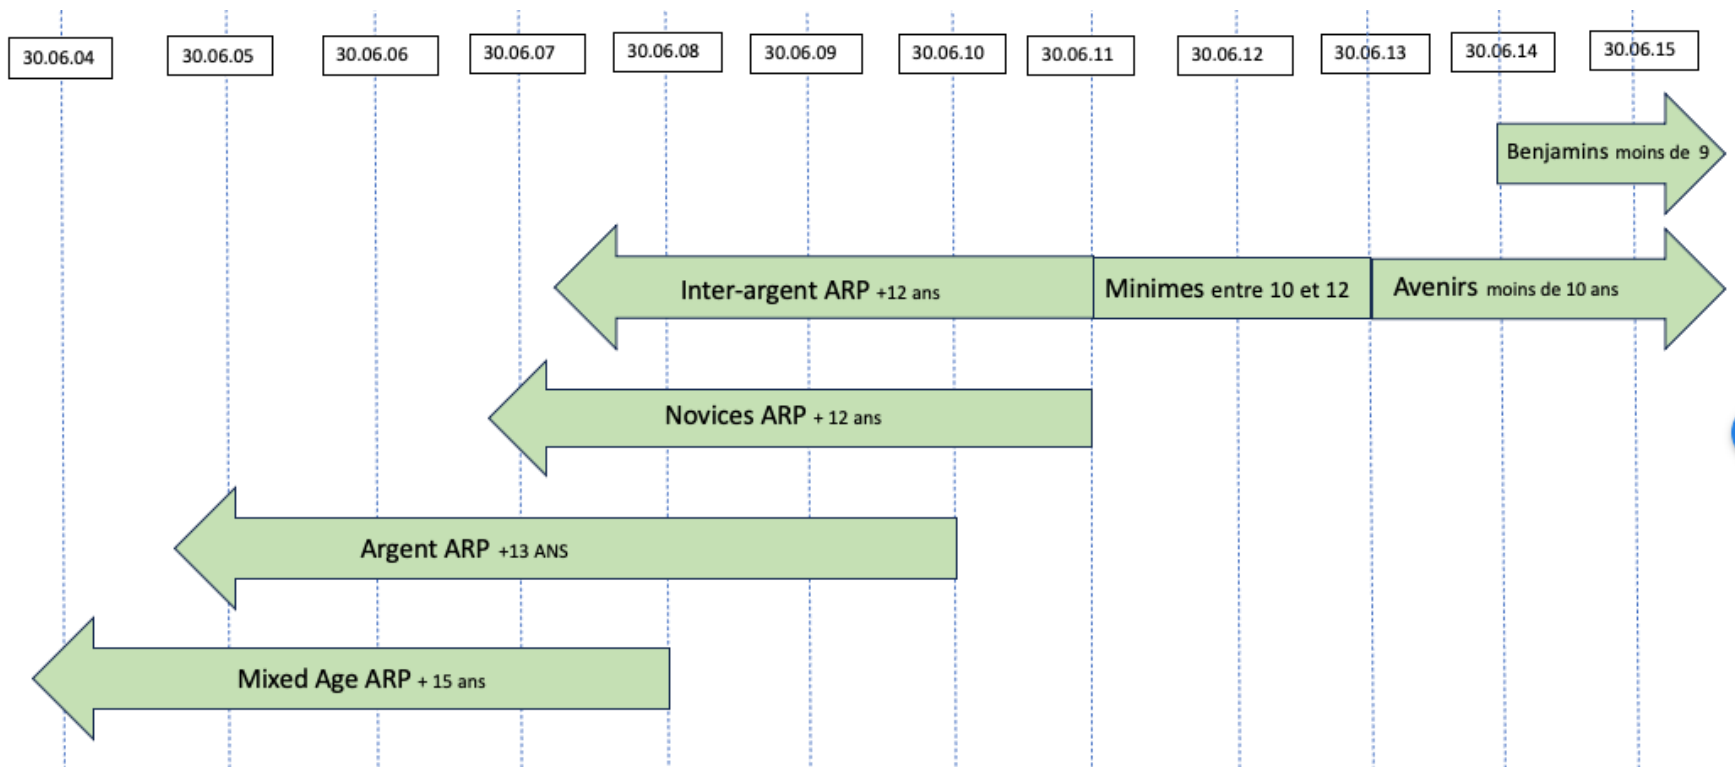 30.06.04 30.06.05 30.06.06 30.06.07 30.06.08 30.06.09 30.06.10 30.06.11 30.06.12 30.06.13 30.06.14 30.06.15
Benjamins moins de 9
Inter-argent ARP +12 ans Minimes entre 10 et 12 Avenirs moins de 10 ans
Novices ARP + 12 ans
Argent ARP +13 ANS
Mixed Age ARP + 15 ans